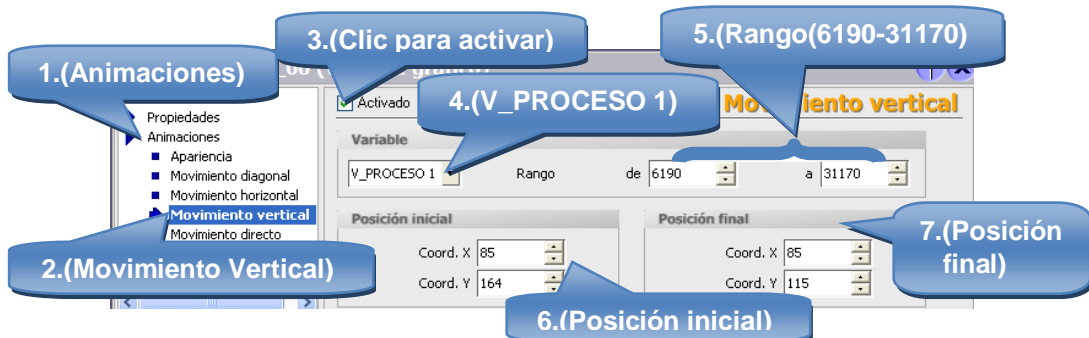 3.(Clic para activar)
5.(Rango(6190-31170)
1.(Animaciones)
4.(V_PROCESO 1)
Activado
Movimiento vertical
Propiedades
Animaciones
Apariencia
Movimiento diagonal
Movimiento horizontal
Movimiento vertical
Movimiento directo
Variable
V_PROCESO 1
Rango
de 6190
a 31170
Posición inicial
Coord. X 85
Coord. Y 164
Posición final
Coord. X 85
Coord. Y 115
2.(Movimiento Vertical)
7.(Posición
final)
6.(Posición inicial)